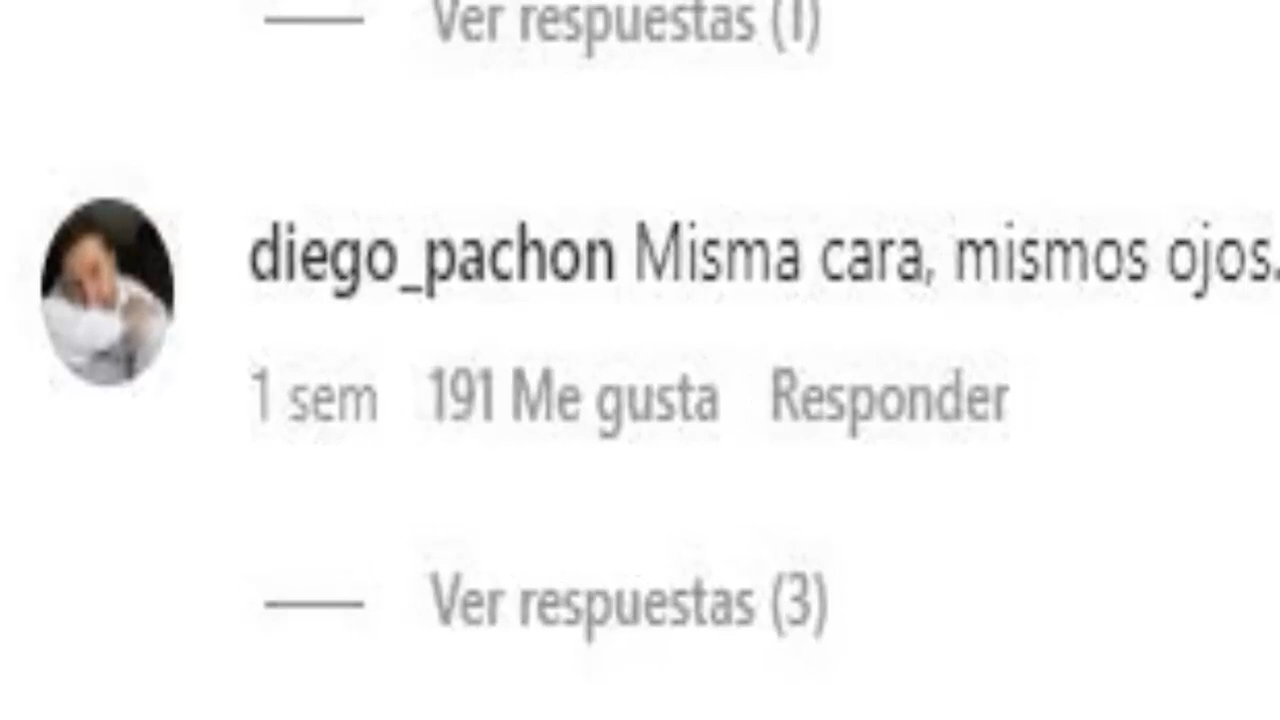 Ver respuestas (1)
diego_pachon Misma cara, mismos ojos.
1 sem 191 Me gusta Responder
Ver respuestas (3)